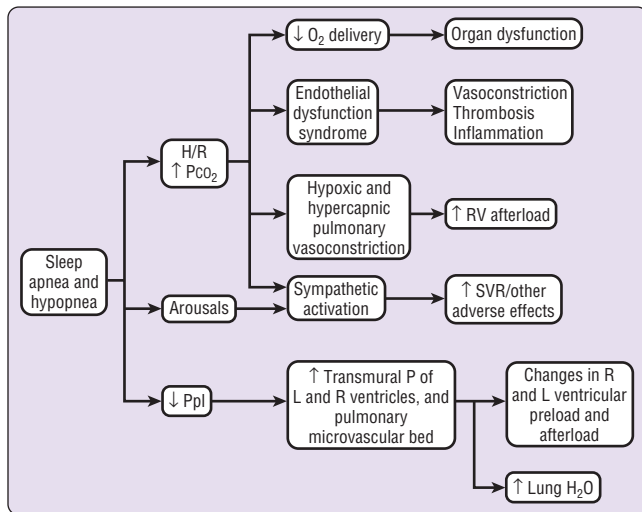 Sleep
apnea and
hypopnea
H/R
↑ PCO₂
Arousals
↓ Ppl
↓ O₂ delivery
Organ dysfunction
Endothelial
dysfunction
syndrome
Vasoconstriction
Thrombosis
Inflammation
Hypoxic and
hypercapnic
pulmonary
vasoconstriction
↑ RV afterload
Sympathetic
activation
↑ SVR/other
adverse effects
↑ Transmural P of
L and R ventricles, and
pulmonary
microvascular bed
Changes in R
and L ventricular
preload and
afterload
↑ Lung H₂O